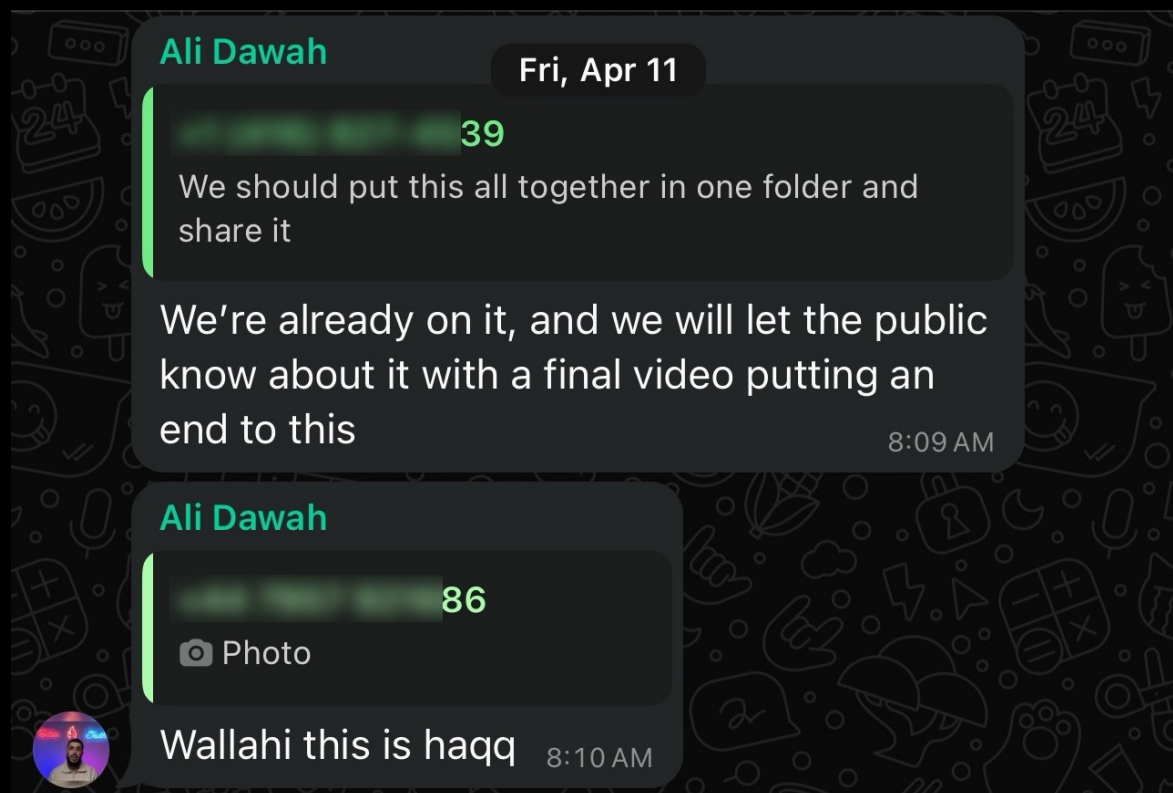 Ali Dawah
Fri, Apr 11
39
We should put this all together in one folder and
share it
We're already on it, and we will let the public
know about it with a final video putting an
end to this
8:09 AM
Ali Dawah
86
Photo
Wallahi this is haqq
8:10 AM